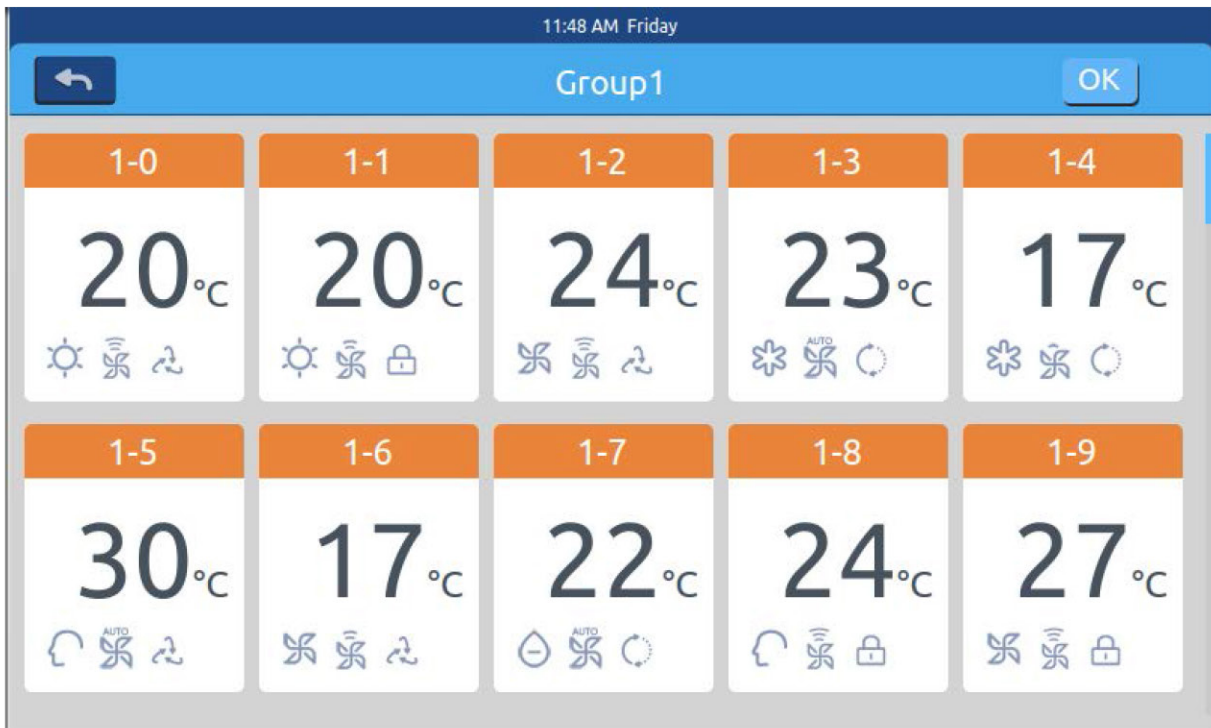 11:48 AM Friday
Group1
OK
1-0 1-1 1-2 1-3 1-4
20°C 20°C 24°C 23°C 17°C
AUTO
1-5 1-6 1-7 1-8 1-9
30°C 17°C 22°C 24°C 27°C
AUTO AUTO